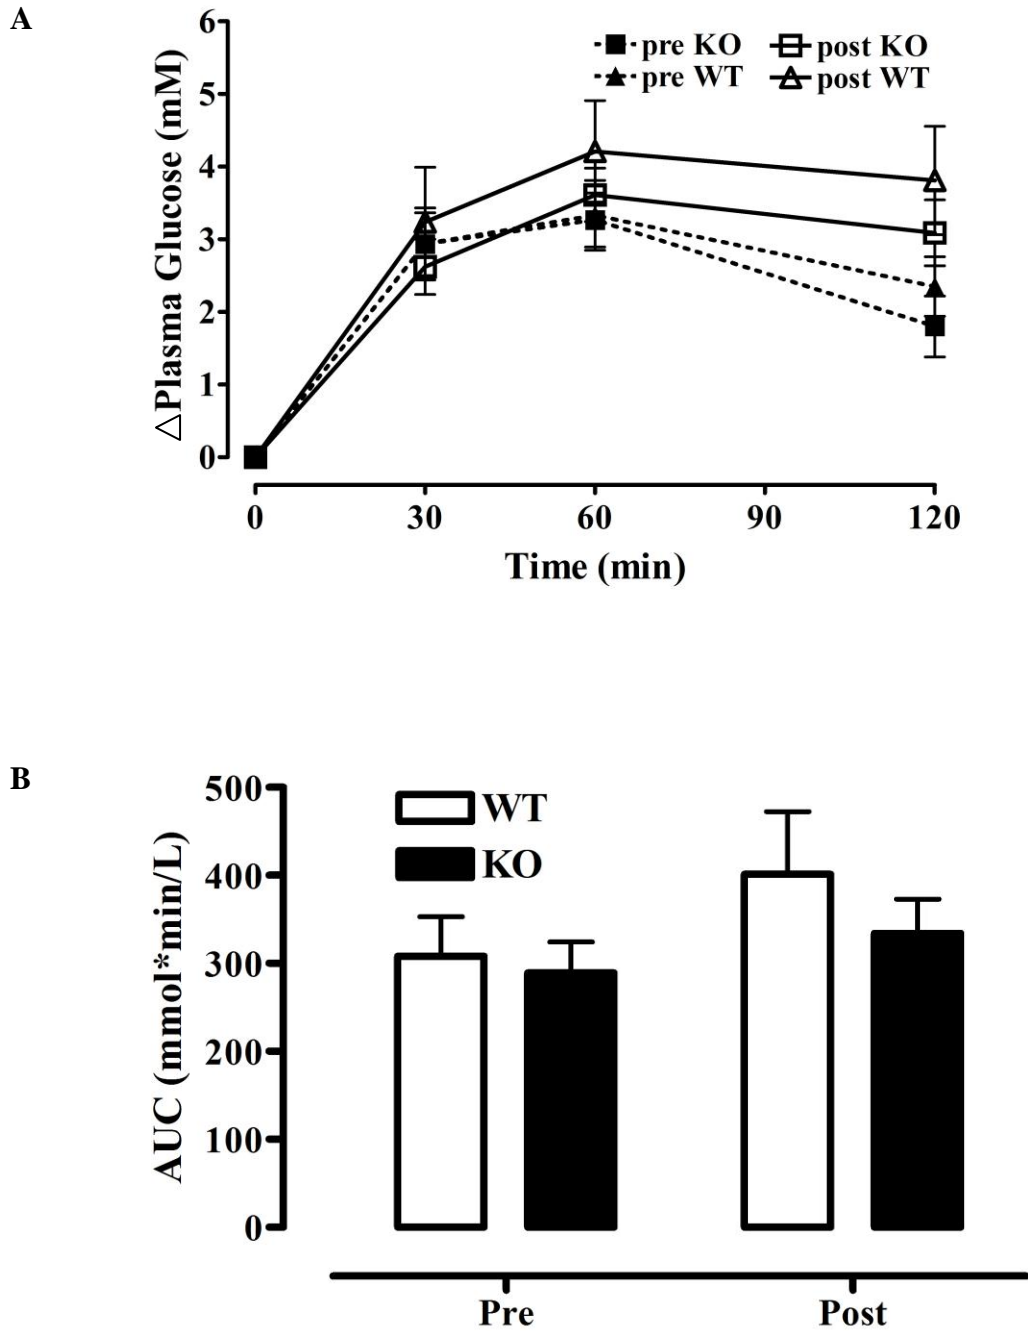 A
6
5
4
3
2
1
0
△Plasma Glucose (mM)
pre KO post KO
pre WT post WT
0 30 60 90 120
Time (min)
B
500
400
300
200
100
0
AUC (mmol*min/L)
WT
KO
Pre Post